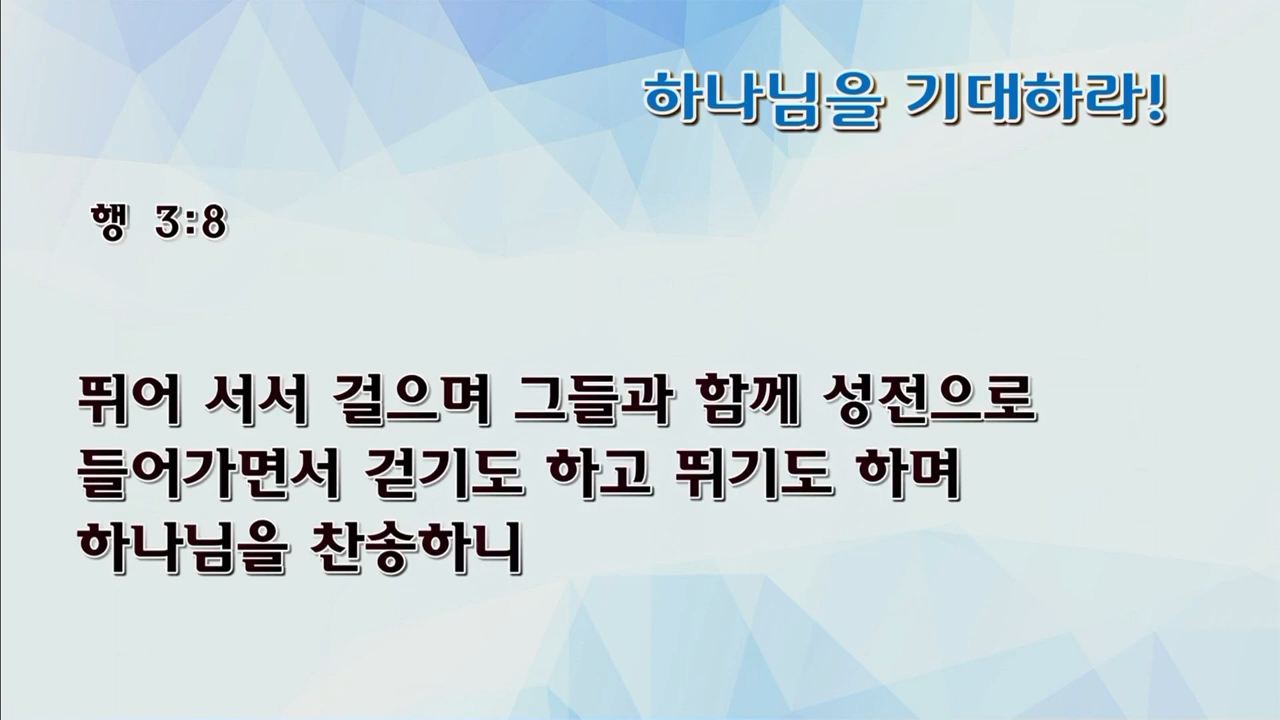 하나님을 기대하라!
행 3:8
뛰어 서서 걸으며 그들과 함께 성전으로
들어가면서 걷기도 하고 뛰기도 하며
하나님을 찬송하니